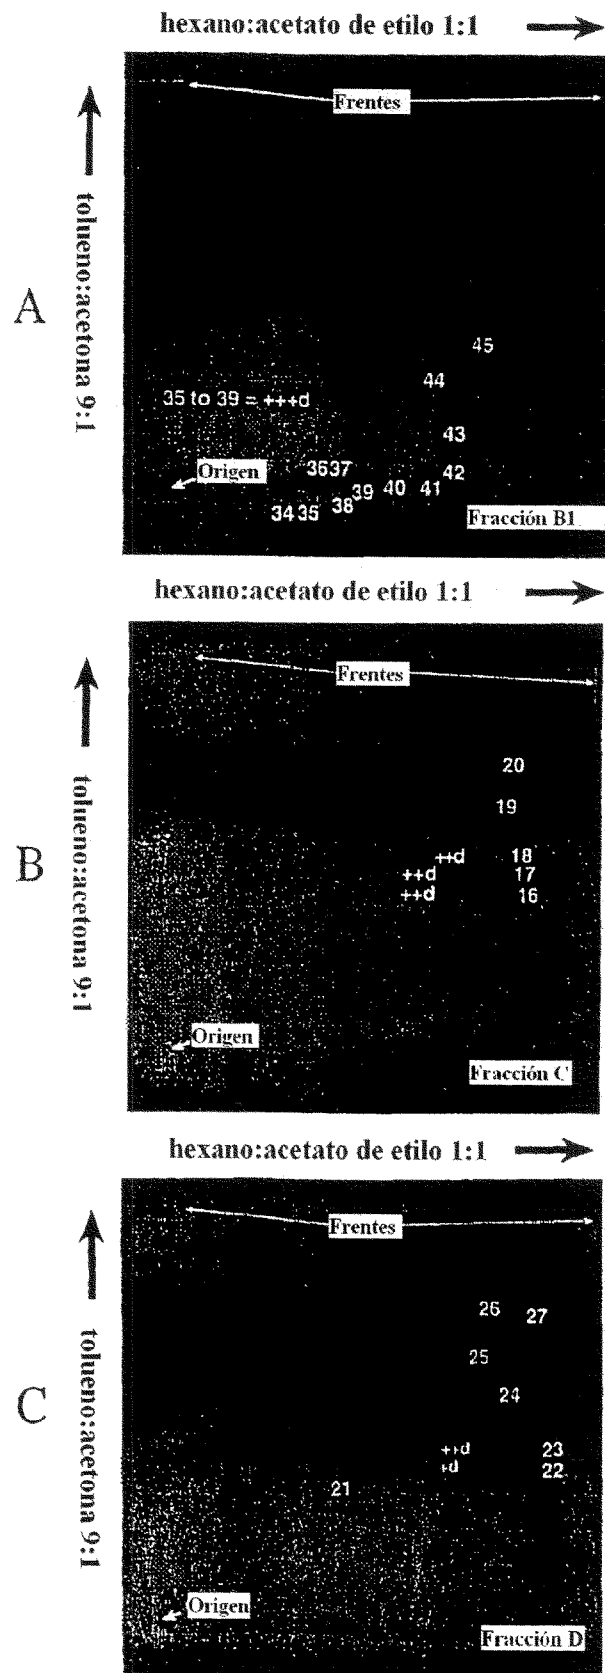 hexano:acetato de etilo 1:1
Frentes
tolueno:acetona 9:1
A
45
44
35 to 39 = +++d
43
36 37
42
Origen
39
40
41
38
34 35
Fracción B1
hexano:acetato de etilo 1:1
Frentes
tolueno:acetona 9:1
B
20
19
++d
18
++d
17
++d
16
Origen
Fracción C
hexano:acetato de etilo 1:1
Frentes
tolueno:acetona 9:1
C
26
27
25
24
++d
23
+d
22
21
Origen
Fracción D